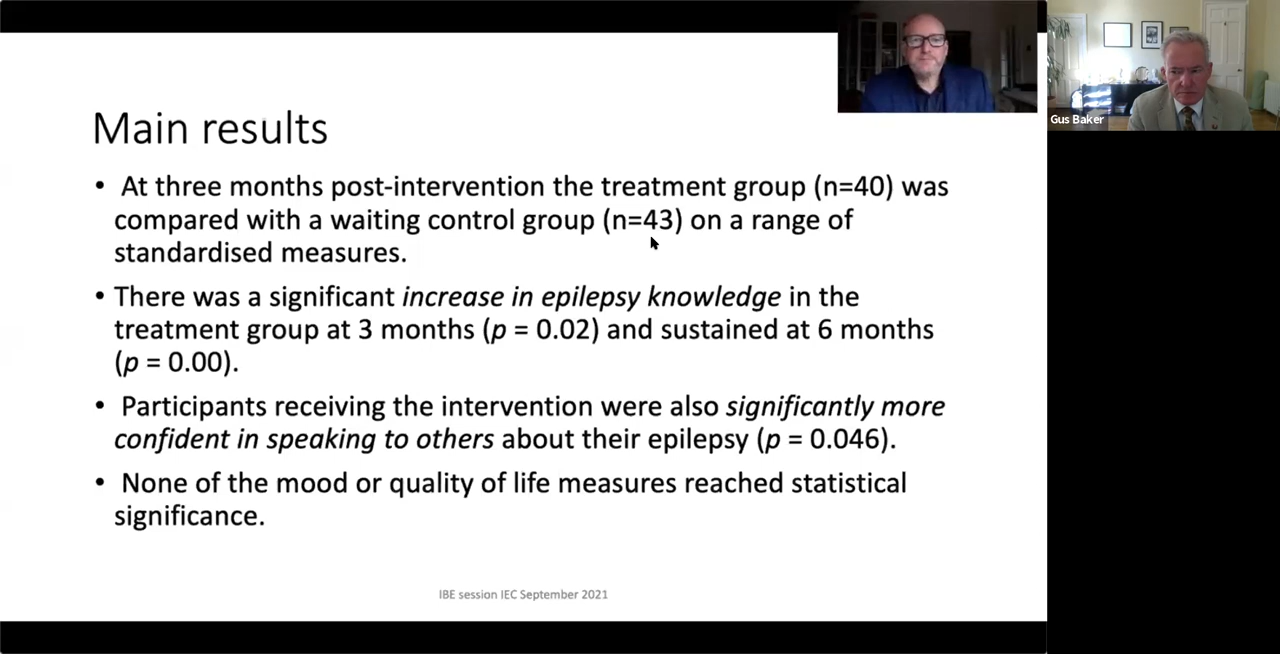 Main results
• At three months post-intervention the treatment group (n=40) was
compared with a waiting control group (n=43) on a range of
standardised measures.
• There was a significant increase in epilepsy knowledge in the
treatment group at 3 months (p = 0.02) and sustained at 6 months
(p = 0.00).
• Participants receiving the intervention were also significantly more
confident in speaking to others about their epilepsy (p = 0.046).
• None of the mood or quality of life measures reached statistical
significance.
IBE session IEC September 2021
Gus Baker